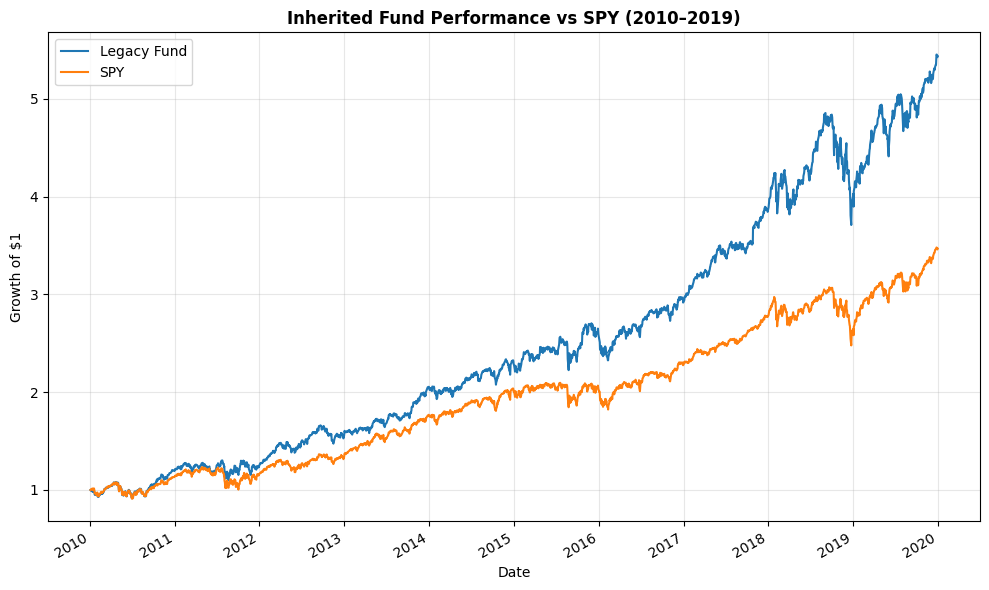 Inherited Fund Performance vs SPY (2010–2019)
Legacy Fund
SPY
Growth of $1
5
4
3
2
1
2010 2011 2012 2013 2014 2015 2016 2017 2018 2019 2020
Date